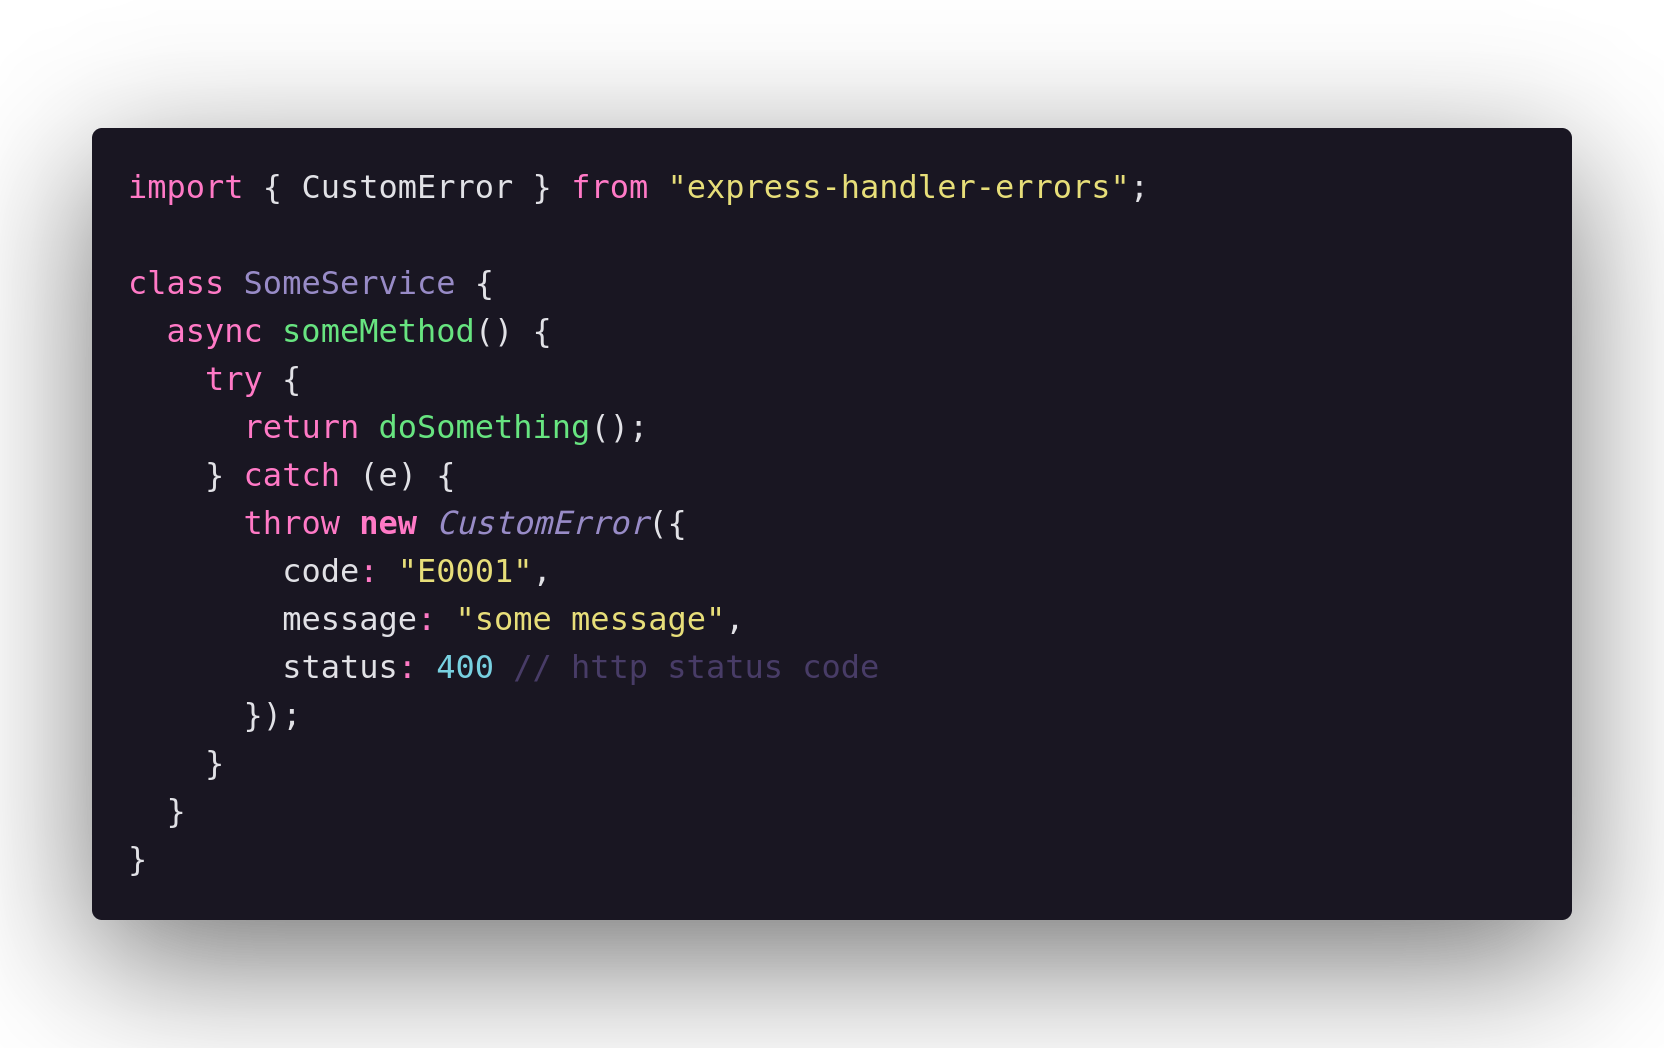 import { CustomError } from "express-handler-errors";

class SomeService {
  async someMethod() {
    try {
      return doSomething();
    } catch (e) {
      throw new CustomError({
        code: "E0001",
        message: "some message",
        status: 400 // http status code
      });
    }
  }
}